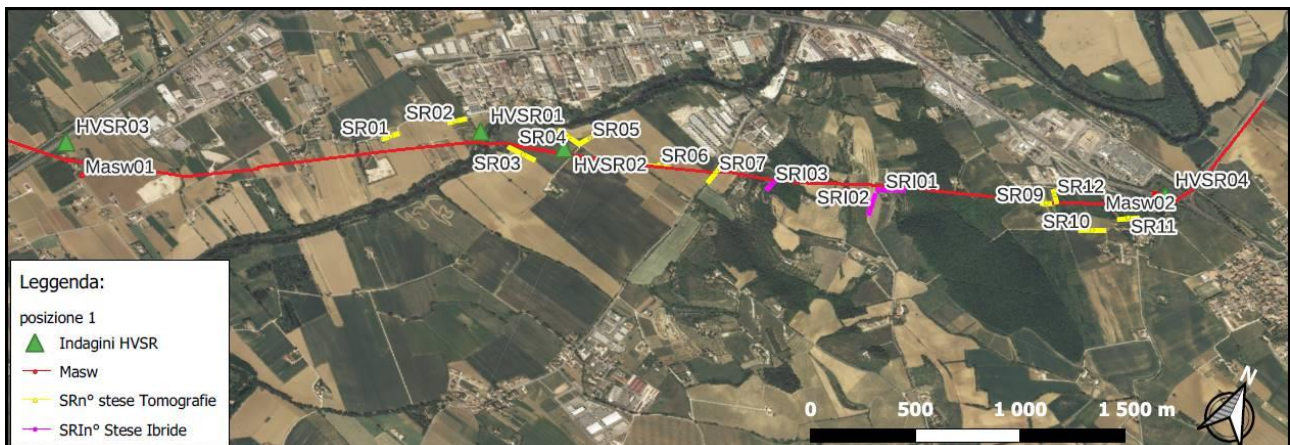 HVSR03
Masw01
SR01
SR02
HVSR01
SR03
SR04
SR05
HVSR02
SR06
SR07
SRI03
SRI02
SRI01
SR09
SR12
Masw02
HVSR04
SR10
SR11
Leggenda:
posizione 1
Indagini HVSR
Masw
SRn° stese Tomografie
SRIn° Stese Ibride
0 500 1 000 1 500 m
N